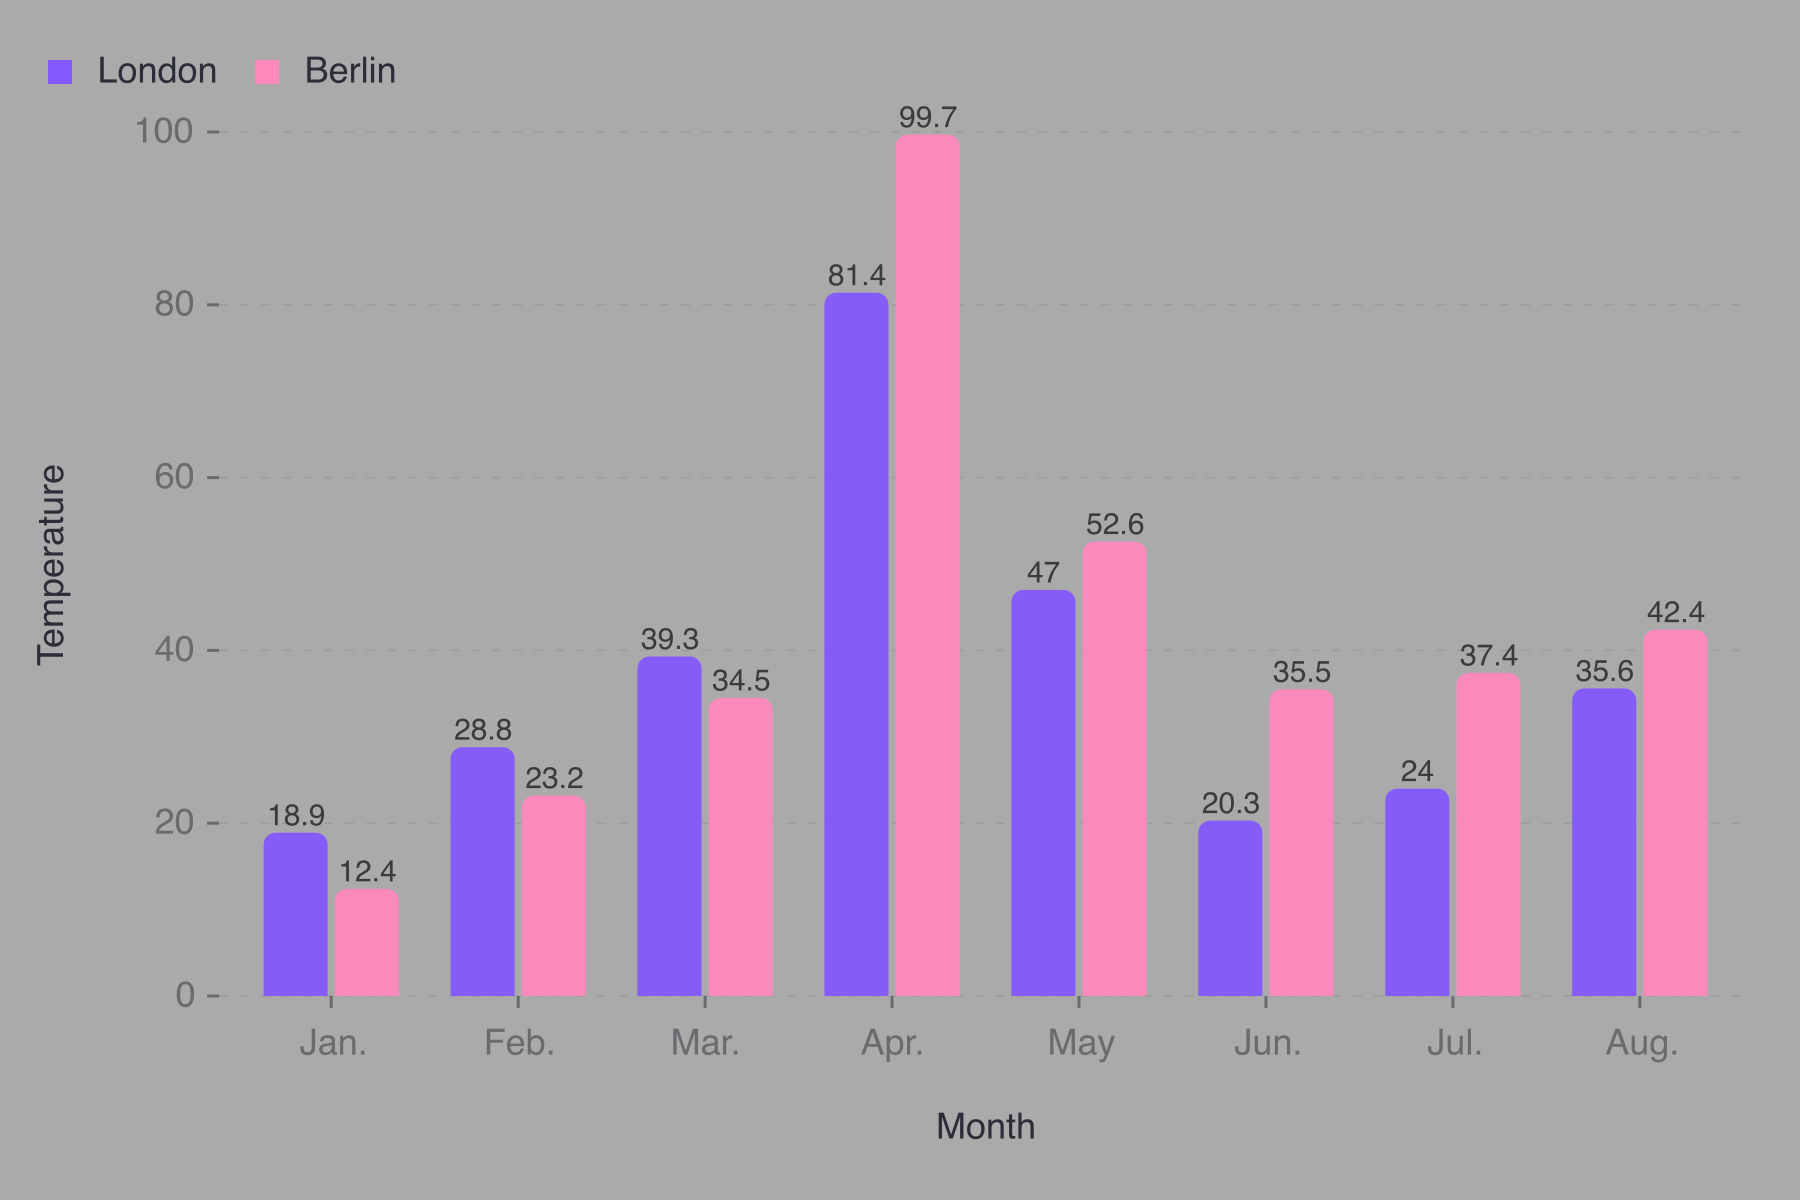 London Berlin
Temperature
100
80
60
40
20
0
18.9 12.4 28.8 23.2 39.3 34.5 81.4 99.7 47 52.6 20.3 35.5 24 37.4 35.6 42.4
Jan. Feb. Mar. Apr. May Jun. Jul. Aug.
Month